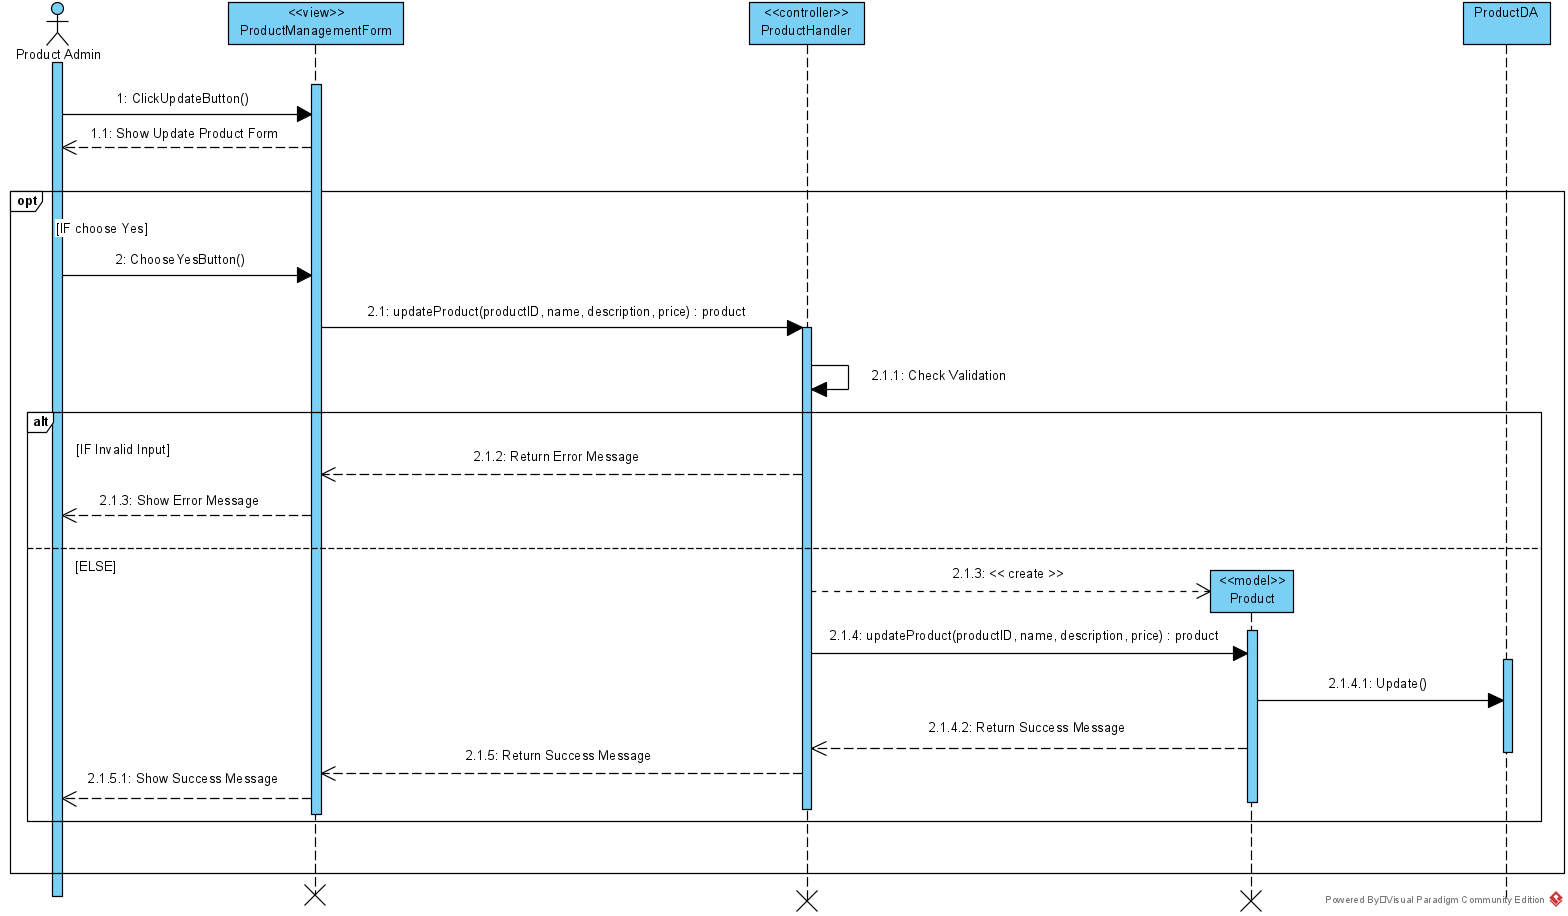 <<view>>
ProductManagementForm
<<controller>>
ProductHandler
ProductDA
Product Admin
1: ClickUpdateButton()
1.1: Show Update Product Form
opt
[IF choose Yes]
2: ChooseYesButton()
2.1: updateProduct(productID, name, description, price) : product
2.1.1: Check Validation
alt
[IF Invalid Input]
2.1.2: Return Error Message
2.1.3: Show Error Message
[ELSE]
2.1.3: << create >>
<<model>>
Product
2.1.4: updateProduct(productID, name, description, price) : product
2.1.4.1: Update()
2.1.4.2: Return Success Message
2.1.5: Return Success Message
2.1.5.1: Show Success Message
Powered By□Visual Paradigm Community Edition